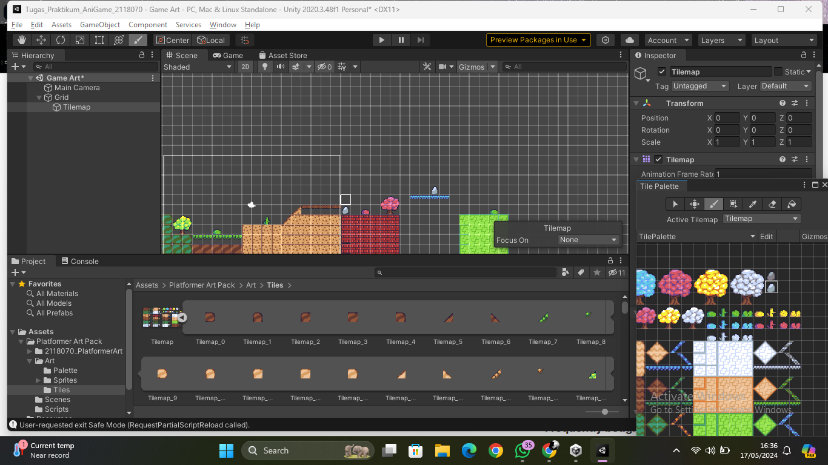 Tugas_Praktikum_AniGame_2118070 - Game Art - PC, Mac & Linux Standalone - Unity 2020.3.48f1 Personal* <DX11>
File Edit Assets GameObject Component Services Window Help
Center Local Preview Packages in Use Account Layers Layout
Hierarchy Scene Game Asset Store Inspector
All Shaded 2D 0 Gizmos All Tilemap Static
Game Art*
Main Camera
Grid
Tilemap
Tag Untagged Layer Default
Transform
Position X 0 Y 0 Z 0
Rotation X 0 Y 0 Z 0
Scale X 1 Y 1 Z 1
Tilemap
Animation Frame Rate 1
Tile Palette
Active Tilemap Tilemap
TilePalette Edit Gizmos
Tilemap
Focus On None
Project Console
11
Favorites
All Materials
All Models
All Prefabs
Assets
Platformer Art Pack
2118070_PlatformerArt
Art
Palette
Sprites
Tiles
Scenes
Scripts
Assets > Platformer Art Pack > Art > Tiles >
Tilemap Tilemap_0 Tilemap_1 Tilemap_2 Tilemap_3 Tilemap_4 Tilemap_5 Tilemap_6 Tilemap_7 Tilemap_8
Tilemap_9 Tilemap_... Tilemap_... Tilemap_... Tilemap_... Tilemap_... Tilemap_... Tilemap_... Tilemap_... Tilemap_...
Activate Windows
Go to Settings Windows.
User-requested exit Safe Mode (RequestPartialScriptReload called).
Current temp
Near record
Search
35
16:36
17/05/2024